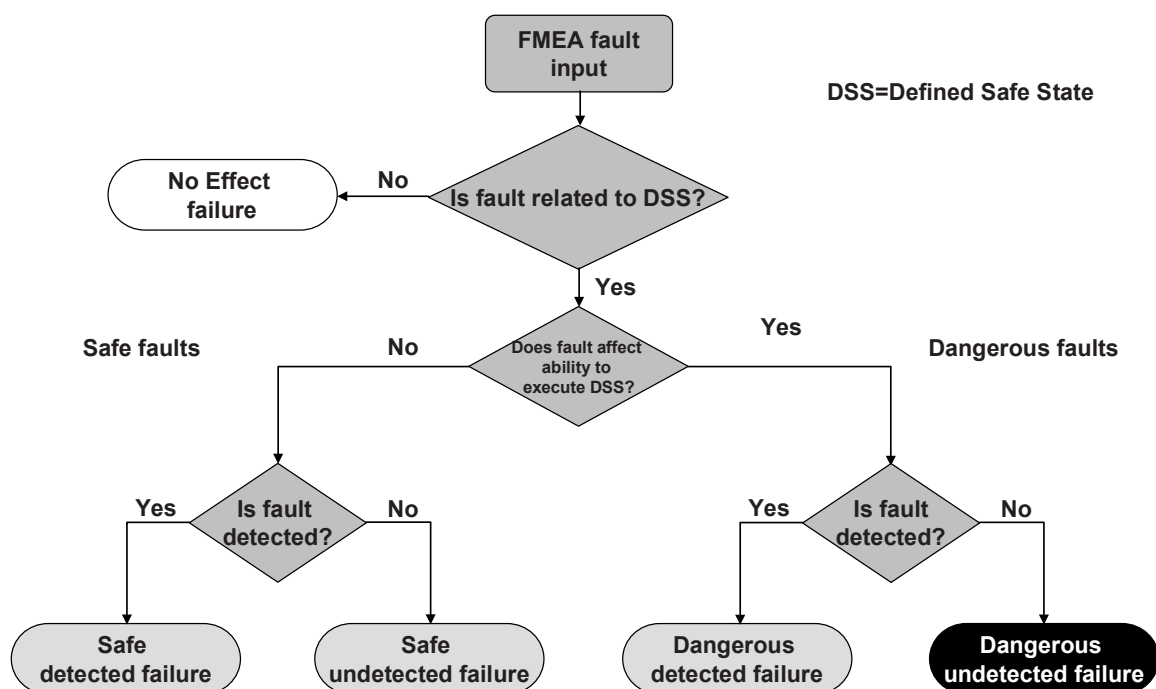 FMEA fault
input
DSS=Defined Safe State
No Effect
failure
No
Is fault related to DSS?
Yes
Safe faults
No
Does fault affect
ability to
execute DSS?
Yes
Dangerous faults
Yes
Is fault
detected?
No
Yes
Is fault
detected?
No
Safe
detected failure
Safe
undetected failure
Dangerous
detected failure
Dangerous
undetected failure